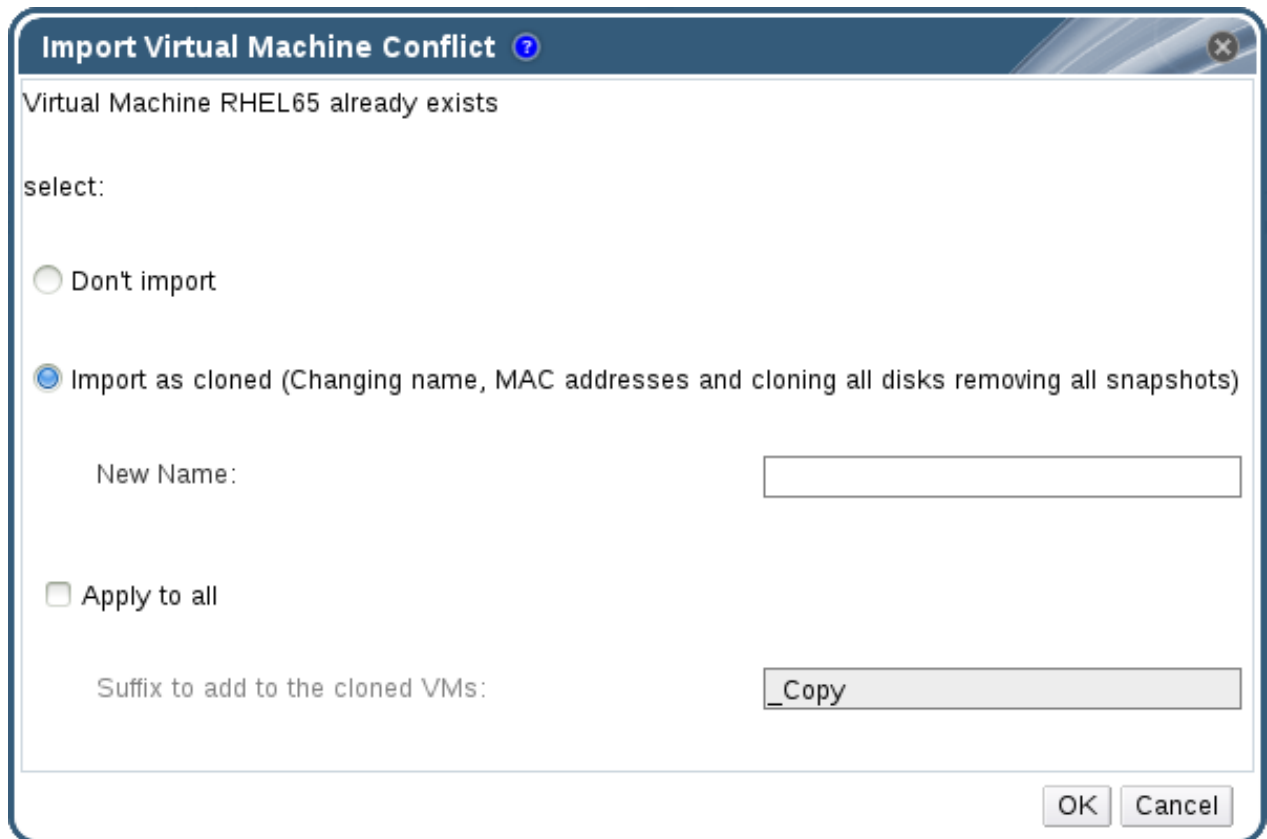 Import Virtual Machine Conflict ?
Virtual Machine RHEL65 already exists
select:
Don't import
Import as cloned (Changing name, MAC addresses and cloning all disks removing all snapshots)
New Name:
Apply to all
Suffix to add to the cloned VMs: _Copy
OK Cancel